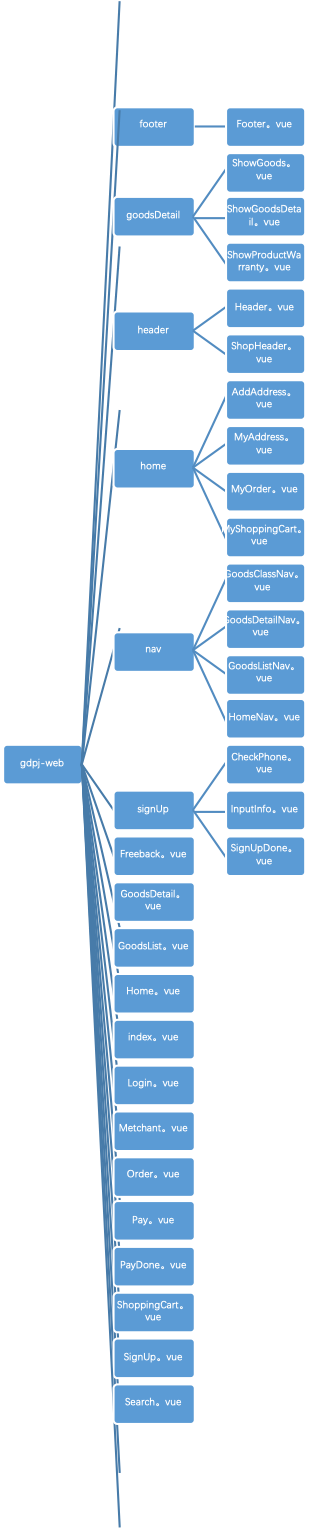 footer
Footer。vue
ShowGoods。
vue
goodsDetail
ShowGoodsDeta
il。vue
ShowProductWa
rranty。vue
header
Header。vue
ShopHeader。
vue
home
AddAddress。
vue
MyAddress。
vue
MyOrder。vue
MyShoppingCart。
vue
nav
GoodsClassNav。
vue
GoodsDetailNav。
vue
GoodsListNav。
vue
HomeNav。vue
gdpj-web
signUp
CheckPhone。
vue
InputInfo。vue
SignUpDone。
vue
Freeback。vue
GoodsDetail。
vue
GoodsList。vue
Home。vue
index。vue
Login。vue
Metchant。vue
Order。vue
Pay。vue
PayDone。vue
ShoppingCart。
vue
SignUp。vue
Search。vue